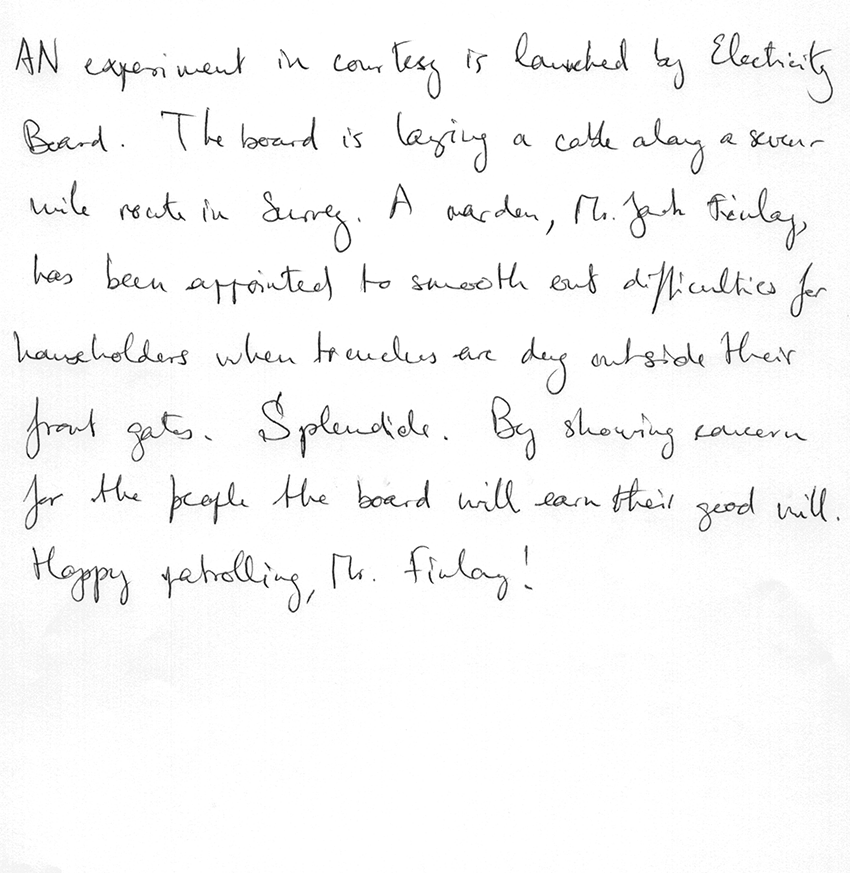 AN experiment in courtesy is launched by Electricity
Board. The board is laying a cable along a seven-
mile route in Surrey. A warden, Mr. Jack Finlay,
has been appointed to smooth out difficulties for
householders when trenches are dug outside their
front gates. Splendide. By showing concern
for the people the board will earn their good will.
Happy patrolling, Mr. Finlay!